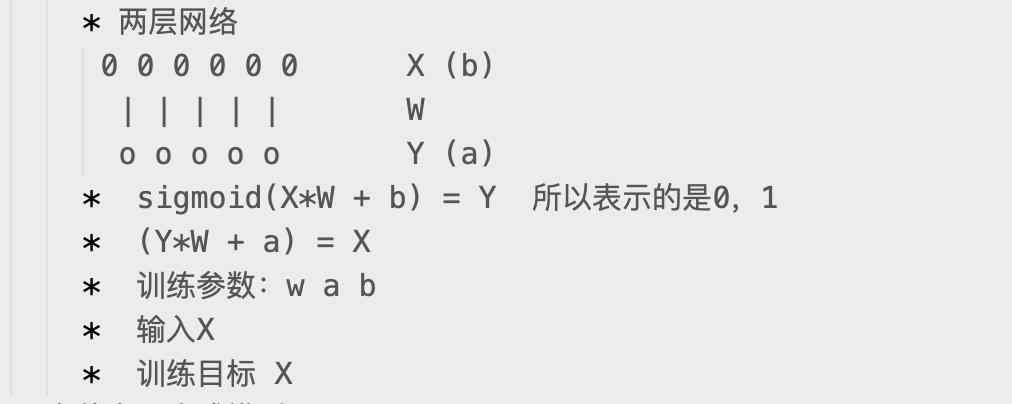 * 两层网络
0 0 0 0 0 0 X (b)
| | | | | W
o o o o o Y (a)
* sigmoid(X*W + b) = Y 所以表示的是0, 1
* (Y*W + a) = X
* 训练参数: w a b
* 输入X
* 训练目标 X